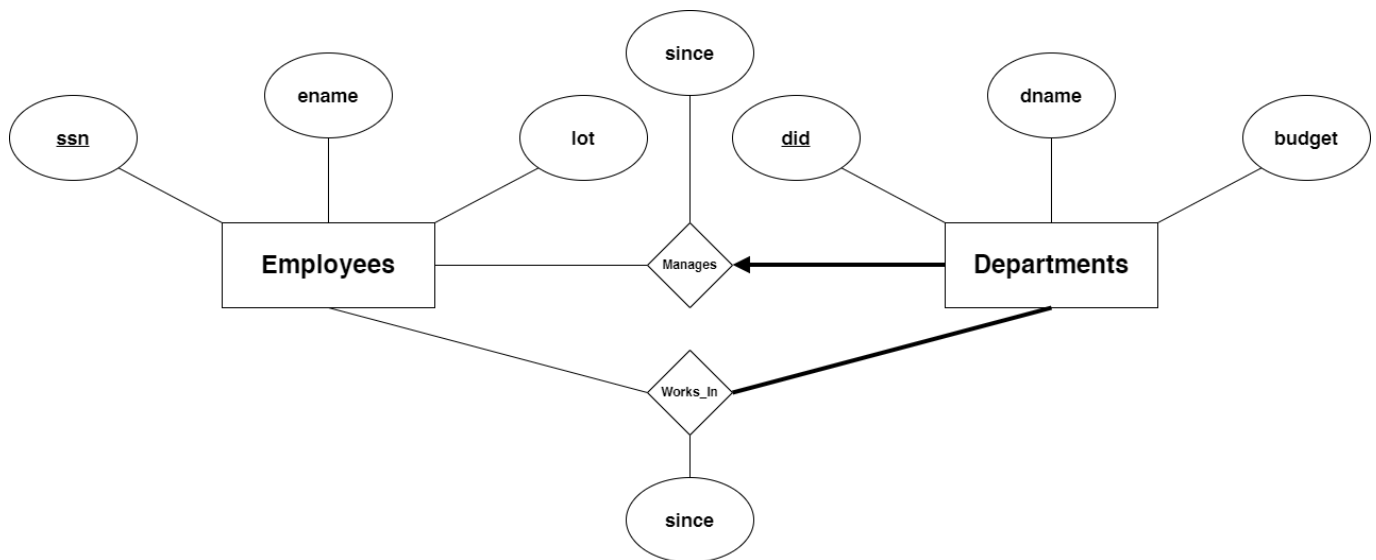 since
ename
dname
ssn
lot
did
budget
Employees
Manages
Departments
Works_In
since